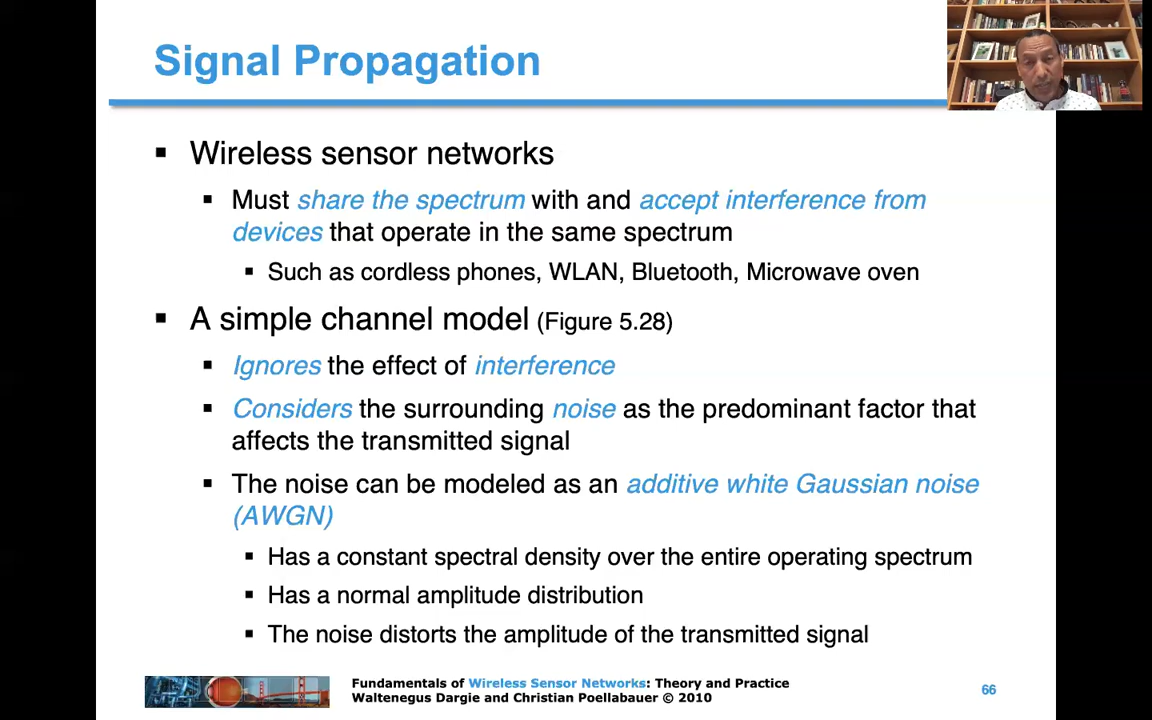 Signal Propagation
Wireless sensor networks
Must share the spectrum with and accept interference from
devices that operate in the same spectrum
Such as cordless phones, WLAN, Bluetooth, Microwave oven
A simple channel model (Figure 5.28)
Ignores the effect of interference
Considers the surrounding noise as the predominant factor that
affects the transmitted signal
The noise can be modeled as an additive white Gaussian noise
(AWGN)
Has a constant spectral density over the entire operating spectrum
Has a normal amplitude distribution
The noise distorts the amplitude of the transmitted signal
Fundamentals of Wireless Sensor Networks: Theory and Practice
Waltenegus Dargie and Christian Poellabauer © 2010
66